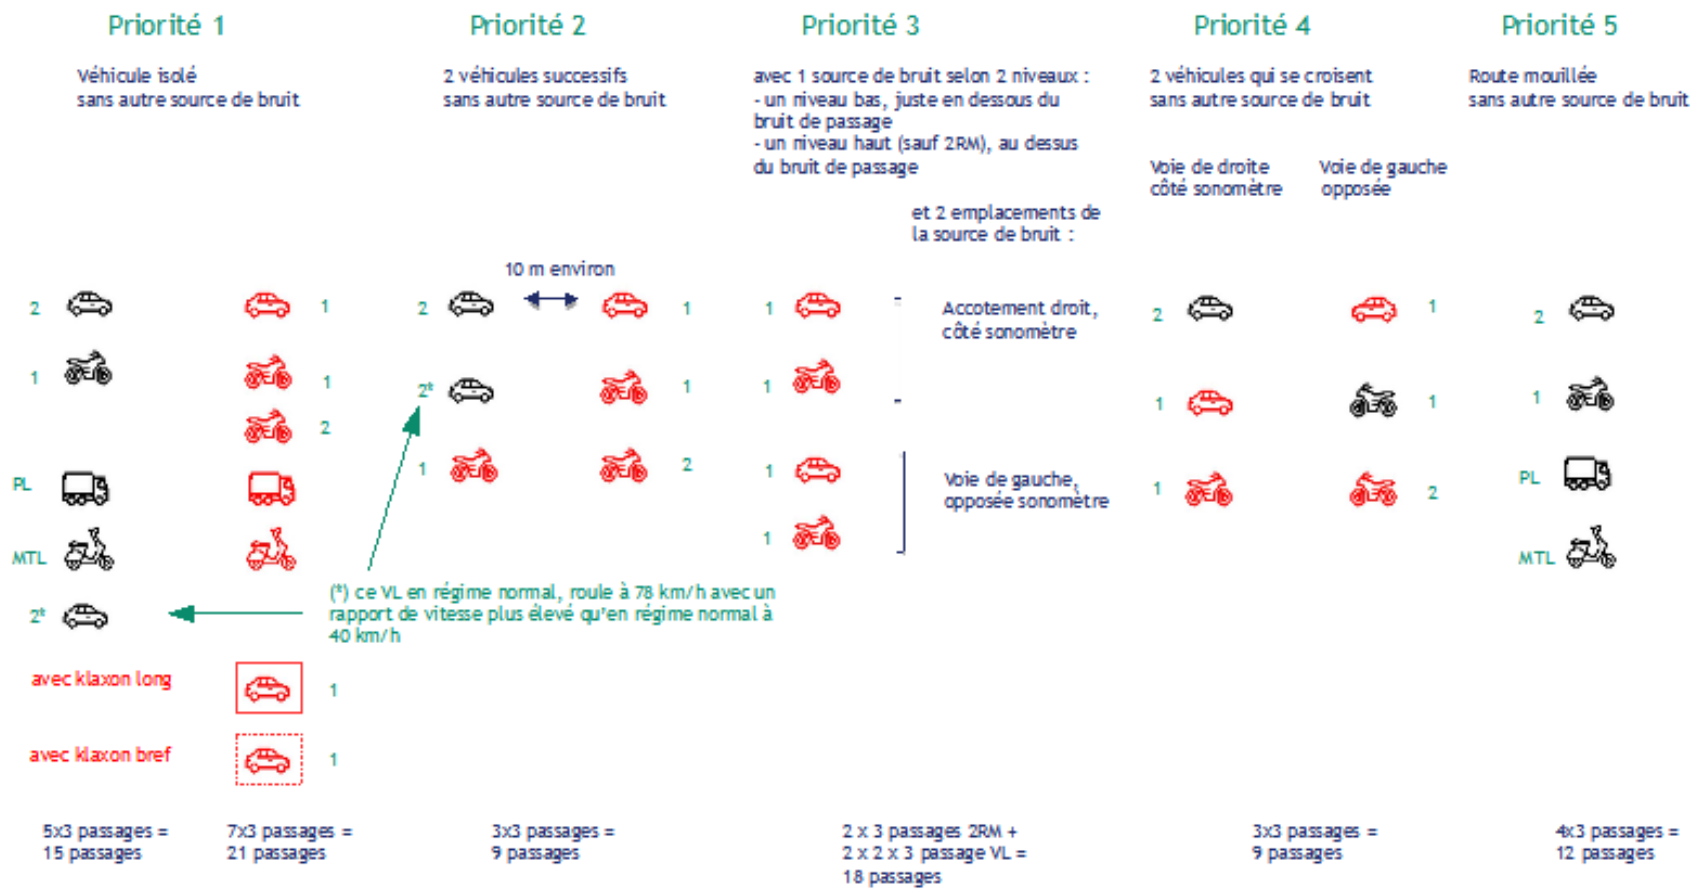 Priorité 1
Véhicule isolé
sans autre source de bruit
2
1
1
1
2
PL
MTL
2*
avec klaxon long
1
avec klaxon bref
1
5x3 passages =
15 passages
7x3 passages =
21 passages
Priorité 2
2 véhicules successifs
sans autre source de bruit
10 m environ
2
1
2*
1
1
2
(*) ce VL en régime normal, roule à 78 km/h avec un
rapport de vitesse plus élevé qu'en régime normal à
40 km/h
3x3 passages =
9 passages
Priorité 3
avec 1 source de bruit selon 2 niveaux :
- un niveau bas, juste en dessous du
bruit de passage
- un niveau haut (sauf 2RM), au dessus
du bruit de passage
et 2 emplacements de
la source de bruit :
1
1
Accotement droit,
côté sonomètre
1
1
Voie de gauche,
opposée sonomètre
2 x 3 passages 2RM +
2 x 2 x 3 passage VL =
18 passages
Priorité 4
2 véhicules qui se croisent
sans autre source de bruit
Voie de droite
côté sonomètre
Voie de gauche
opposée
2
1
1
1
1
2
3x3 passages =
9 passages
Priorité 5
Route mouillée
sans autre source de bruit
2
1
PL
MTL
4x3 passages =
12 passages